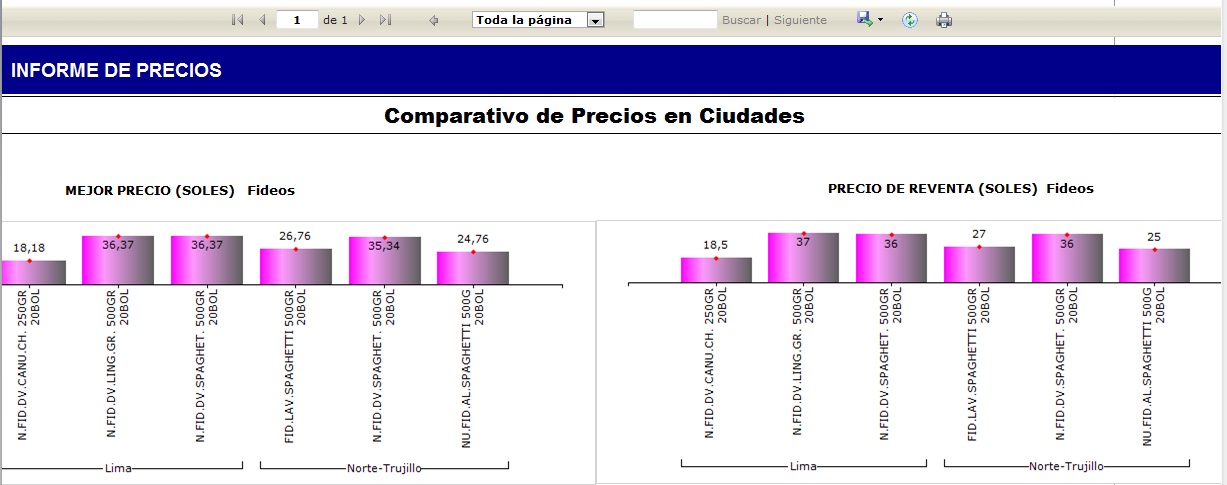 1 de 1 Toda la página Buscar | Siguiente
INFORME DE PRECIOS
Comparativo de Precios en Ciudades
MEJOR PRECIO (SOLES) Fideos
18,18
36,37
36,37
26,76
35,34
24,76
N.FID.DV.CANU.CH. 250GR
20BOL
N.FID.DV.LING.GR. 500GR
20BOL
N.FID.DV.SPAGHET. 500GR
20BOL
FID.LAV.SPAGHETTI 500GR
20BOL
N.FID.DV.SPAGHET. 500GR
20BOL
NU.FID.AL.SPAGHETTI 500G
20BOL
Lima
Norte-Trujillo
PRECIO DE REVENTA (SOLES) Fideos
18,5
37
36
27
36
25
N.FID.DV.CANU.CH. 250GR
20BOL
N.FID.DV.LING.GR. 500GR
20BOL
N.FID.DV.SPAGHET. 500GR
20BOL
FID.LAV.SPAGHETTI 500GR
20BOL
N.FID.DV.SPAGHET. 500GR
20BOL
NU.FID.AL.SPAGHETTI 500G
20BOL
Lima
Norte-Trujillo